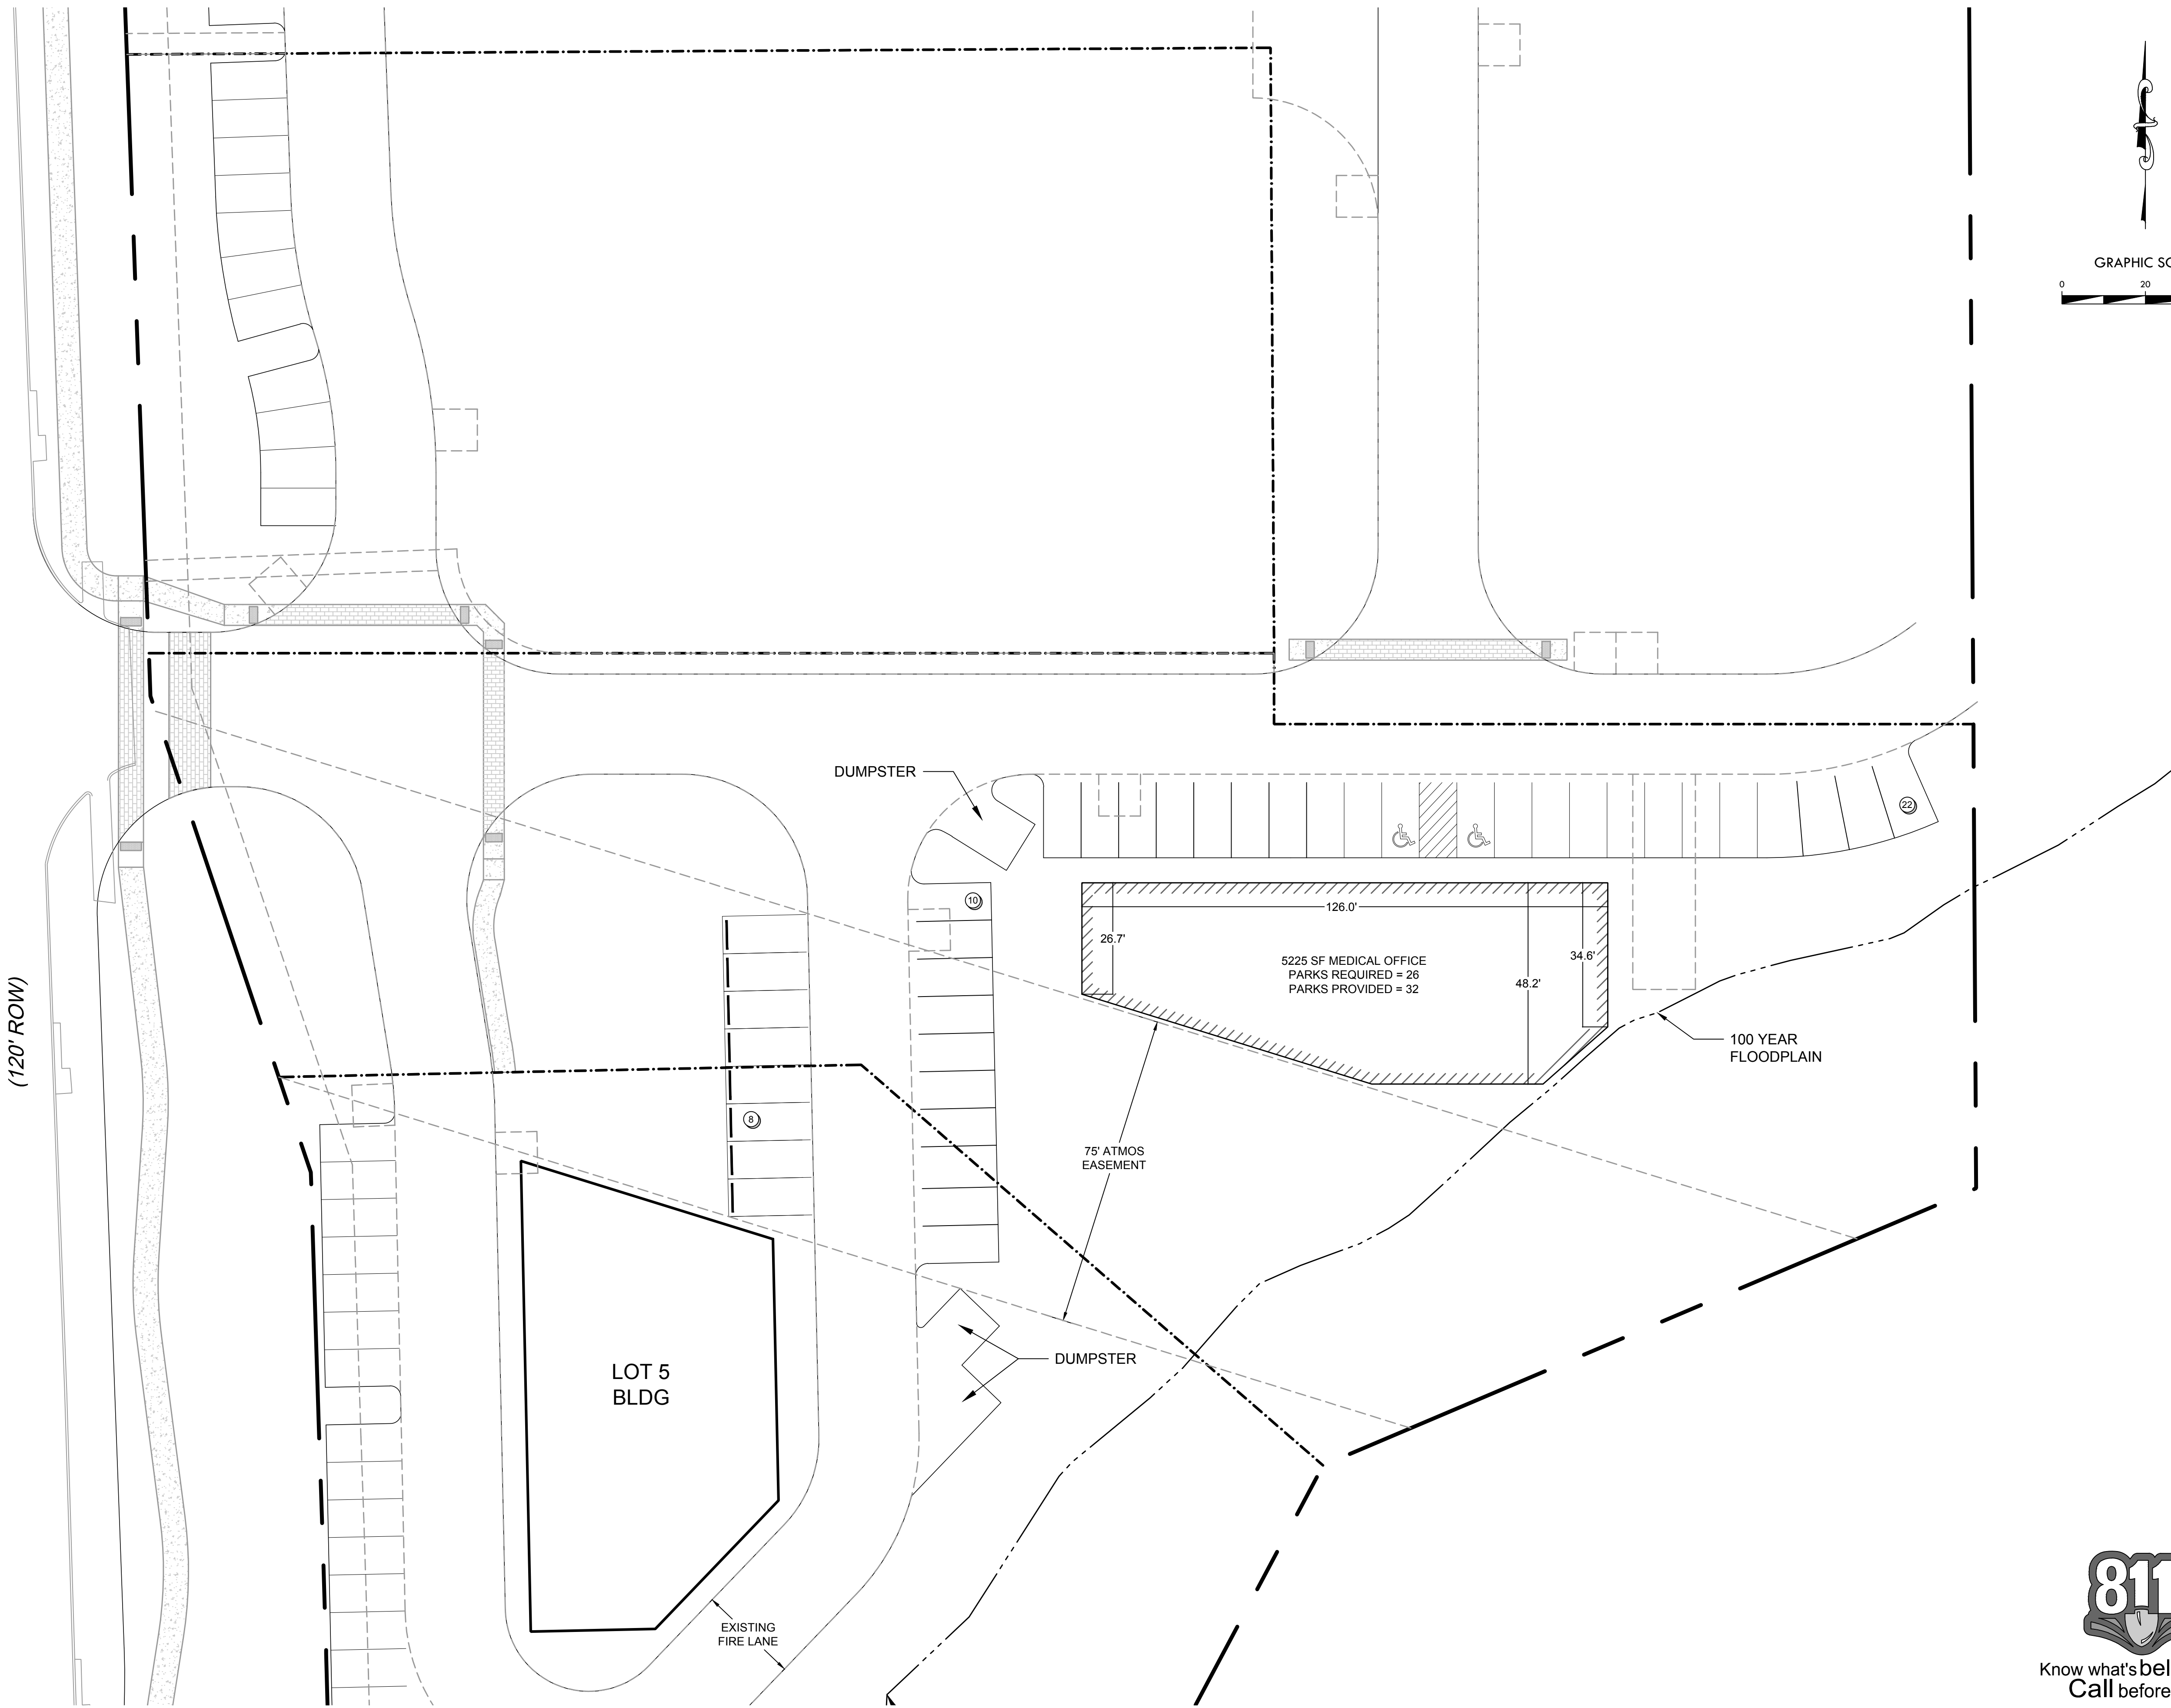 GRAPHIC SC
0
20
DUMPSTER
22
10
126.0'
26.7'
5225 SF MEDICAL OFFICE
PARKS REQUIRED = 26
PARKS PROVIDED = 32
34.6'
48.2'
(120' ROW)
100 YEAR
FLOODPLAIN
8
75' ATMOS
EASEMENT
LOT 5
BLDG
DUMPSTER
EXISTING
FIRE LANE
811
Know what's bel
Call before